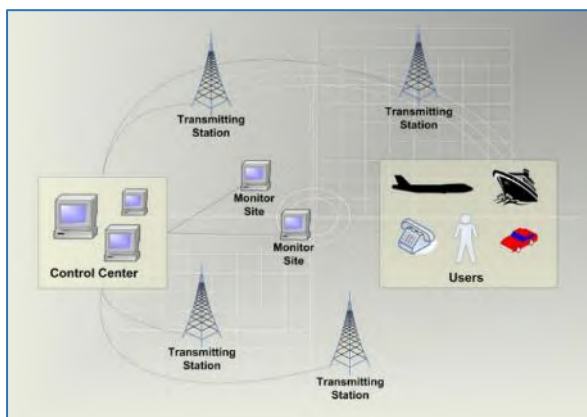 Transmitting
Station
Transmitting
Station
Monitor
Site
Monitor
Site
Control Center
Users
Transmitting
Station
Transmitting
Station